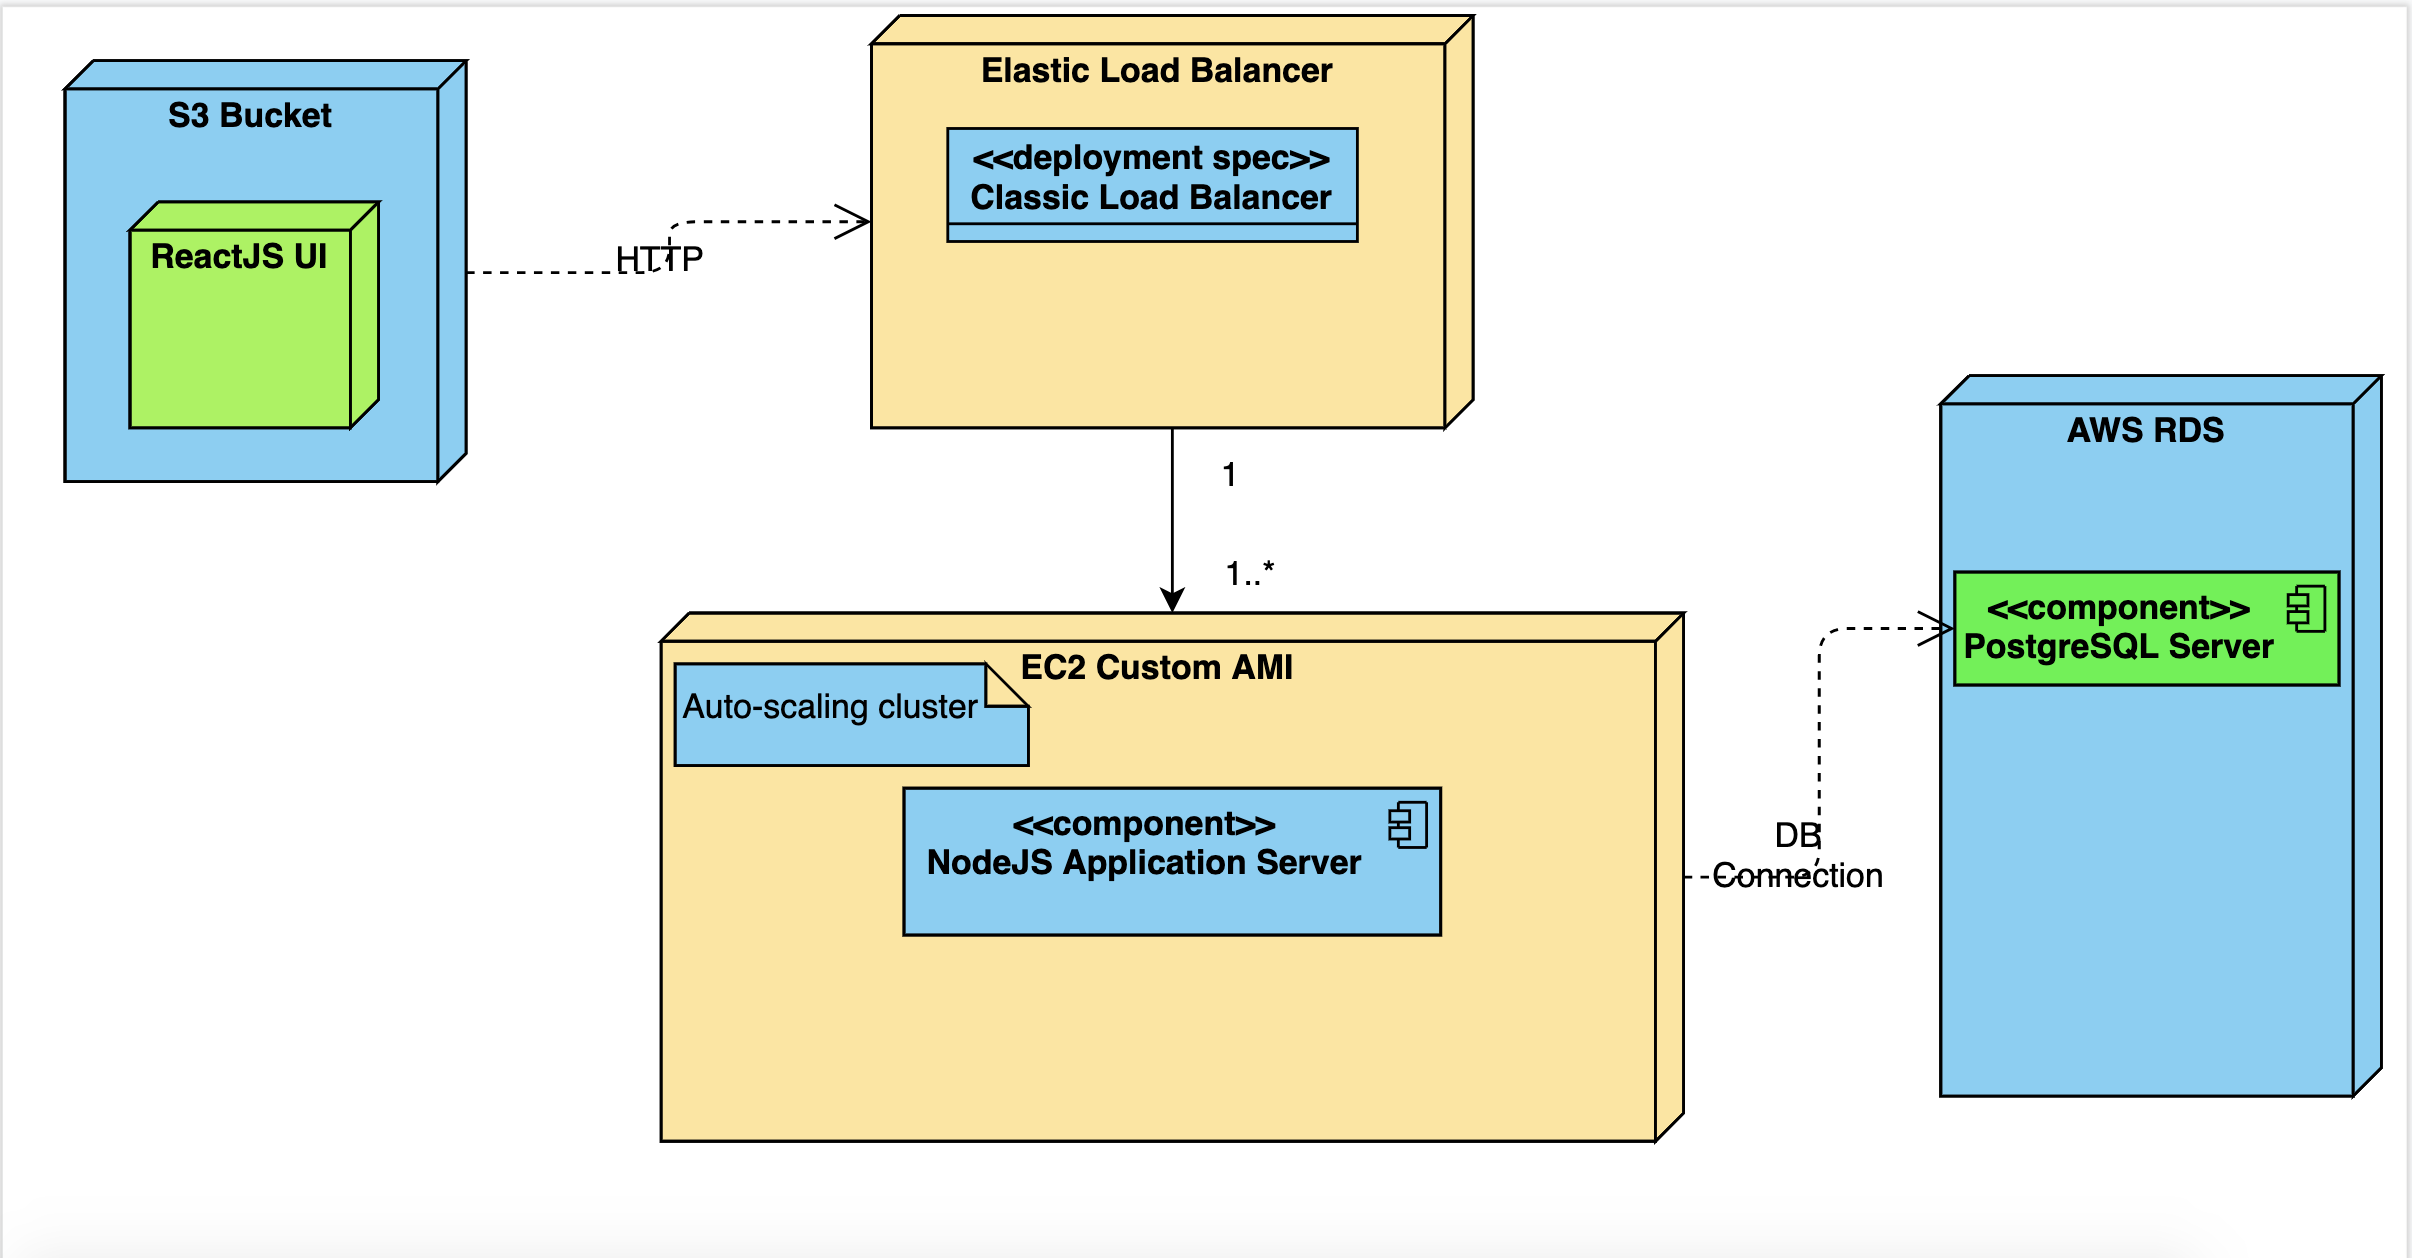 S3 Bucket
ReactJS UI
HTTP
Elastic Load Balancer
<<deployment spec>>
Classic Load Balancer
1
1..*
EC2 Custom AMI
Auto-scaling cluster
<<component>>
NodeJS Application Server
DB
Connection
AWS RDS
<<component>>
PostgreSQL Server